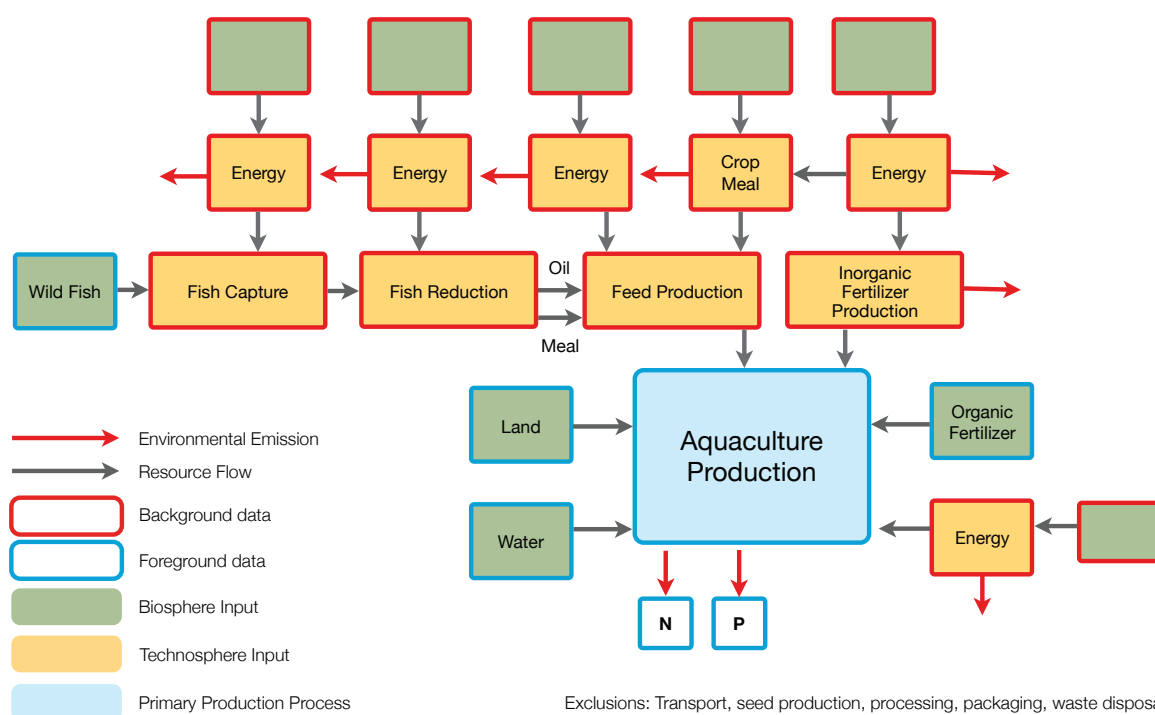 Energy
Energy
Energy
Crop
Meal
Energy
Wild Fish
Fish Capture
Fish Reduction
Oil
Meal
Feed Production
Inorganic
Fertilizer
Production
Land
Aquaculture
Production
Organic
Fertilizer
Water
Energy
N
P
Environmental Emission
Resource Flow
Background data
Foreground data
Biosphere Input
Technosphere Input
Primary Production Process
Exclusions: Transport, seed production, processing, packaging, waste disposa